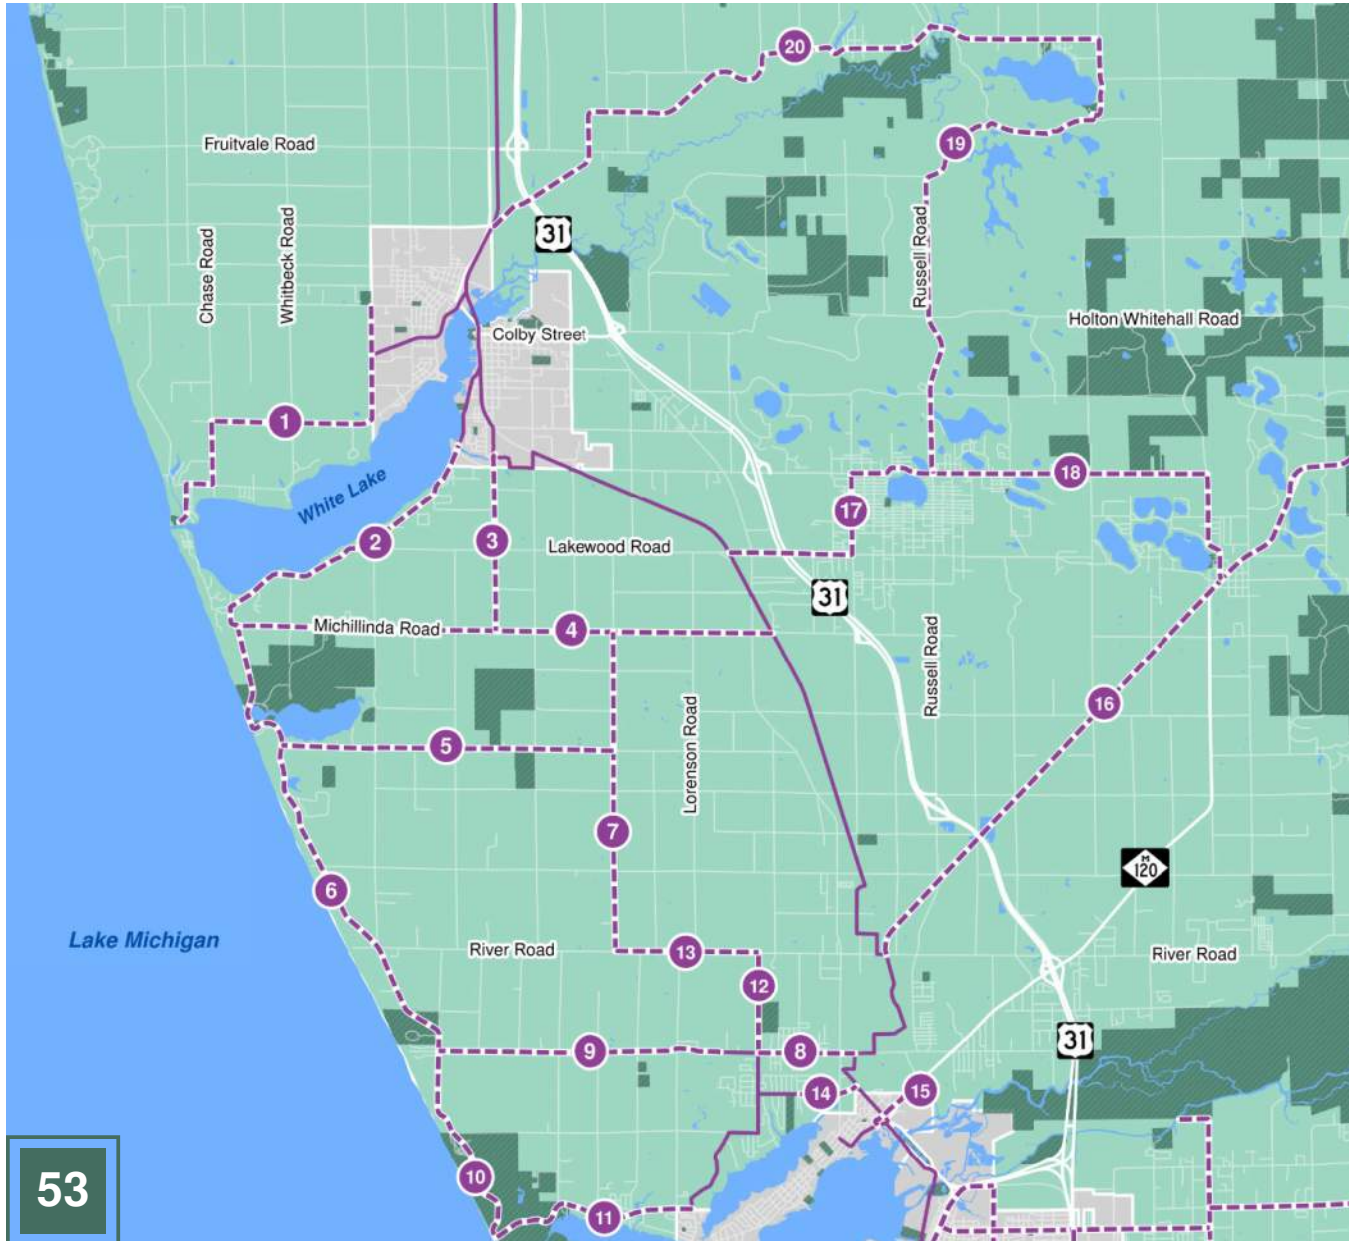 20
Fruitvale Road
19
31
Chase Road
Whitbeck Road
Russell Road
Holton Whitehall Road
Colby Street
1
White Lake
18
17
2
3
Lakewood Road
31
Michillinda Road
4
Russell Road
16
5
Lorenson Road
7
M
120
6
Lake Michigan
River Road
13
River Road
12
31
9
8
14
15
10
11
53